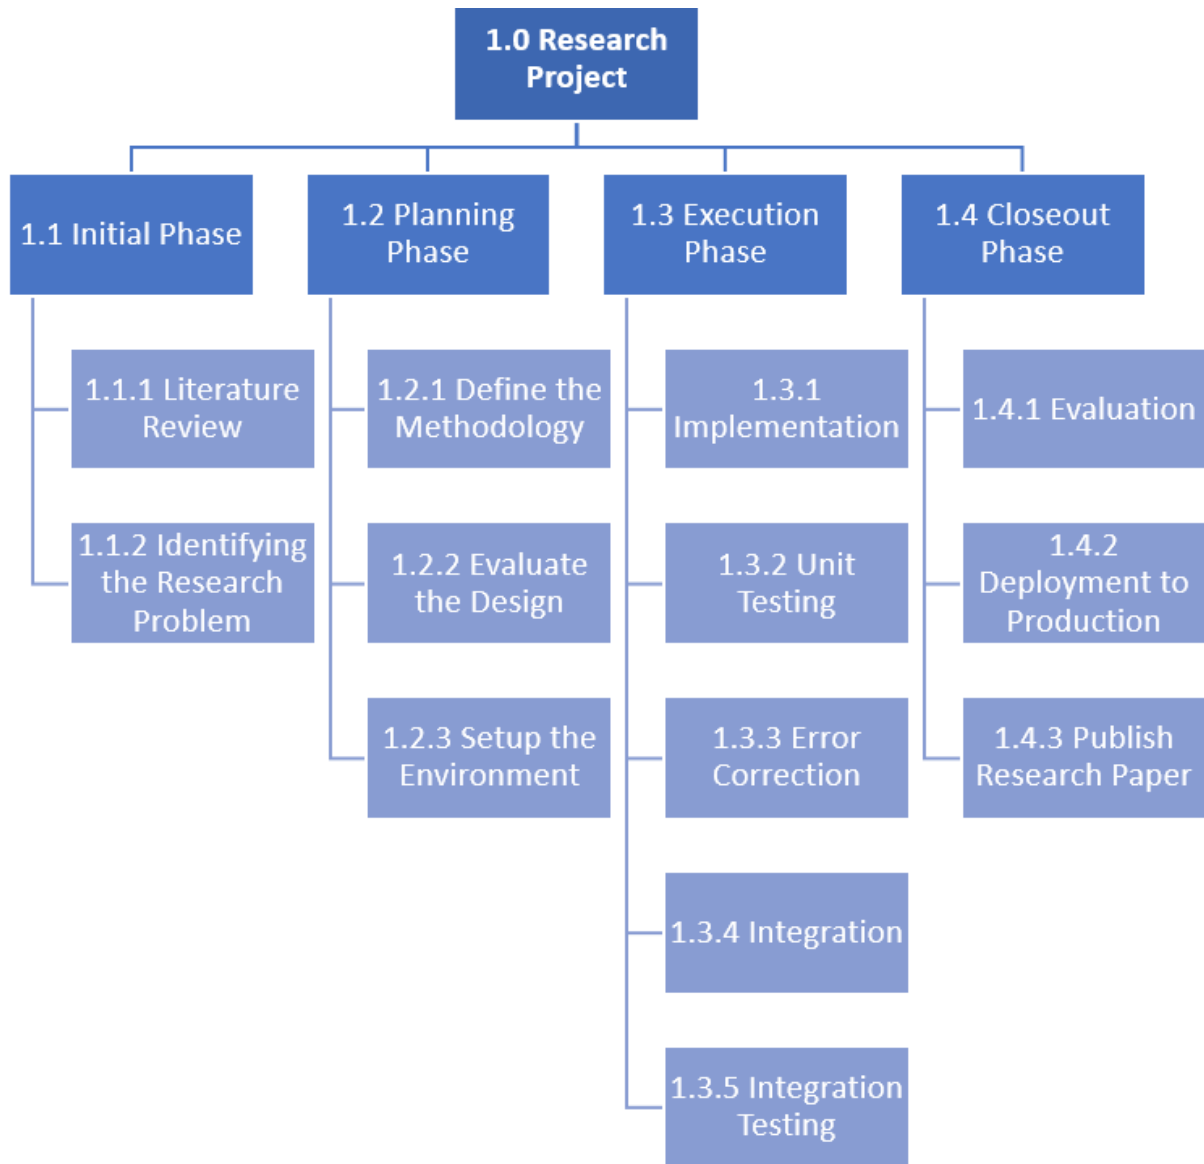 1.0 Research
Project
1.1 Initial Phase
1.2 Planning
Phase
1.3 Execution
Phase
1.4 Closeout
Phase
1.1.1 Literature
Review
1.1.2 Identifying
the Research
Problem
1.2.1 Define the
Methodology
1.2.2 Evaluate
the Design
1.2.3 Setup the
Environment
1.3.1
Implementation
1.3.2 Unit
Testing
1.3.3 Error
Correction
1.3.4 Integration
1.3.5 Integration
Testing
1.4.1 Evaluation
1.4.2
Deployment to
Production
1.4.3 Publish
Research Paper